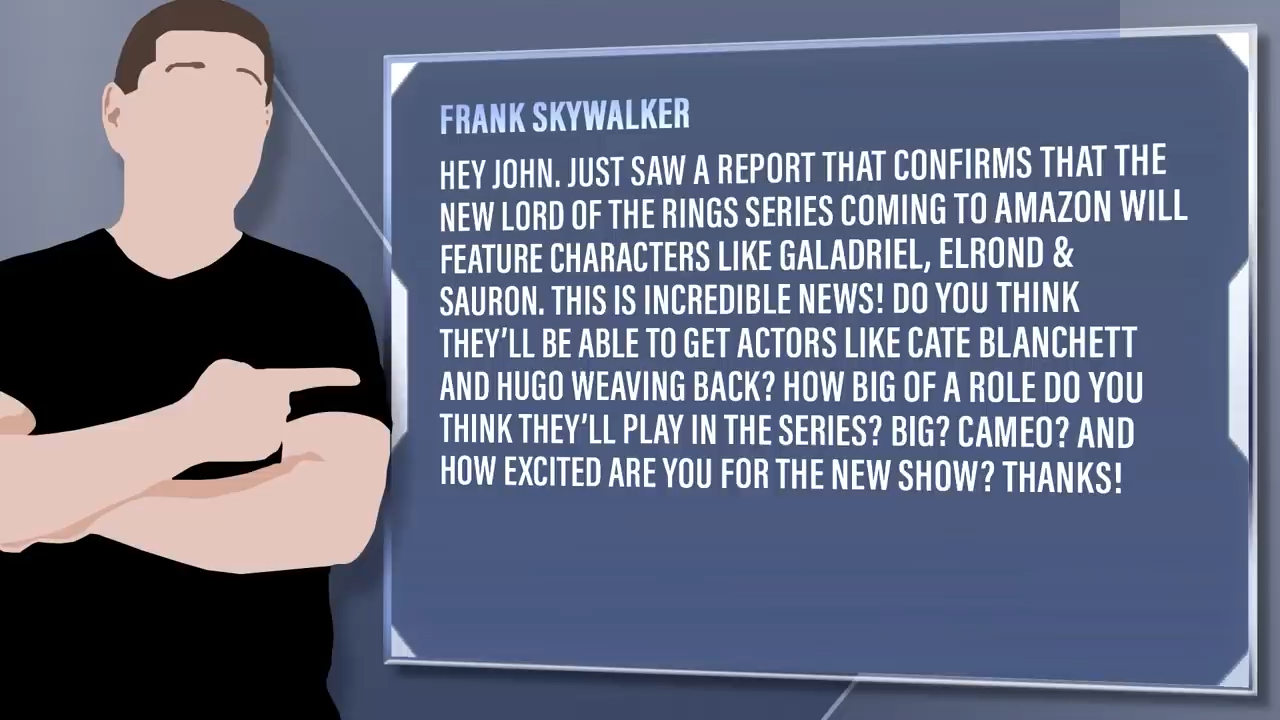 FRANK SKYWALKER
HEY JOHN. JUST SAW A REPORT THAT CONFIRMS THAT THE
NEW LORD OF THE RINGS SERIES COMING TO AMAZON WILL
FEATURE CHARACTERS LIKE GALADRIEL, ELROND &
SAURON. THIS IS INCREDIBLE NEWS! DO YOU THINK
THEY'LL BE ABLE TO GET ACTORS LIKE CATE BLANCHETT
AND HUGO WEAVING BACK? HOW BIG OF A ROLE DO YOU
THINK THEY'LL PLAY IN THE SERIES? BIG? CAMEO? AND
HOW EXCITED ARE YOU FOR THE NEW SHOW? THANKS!